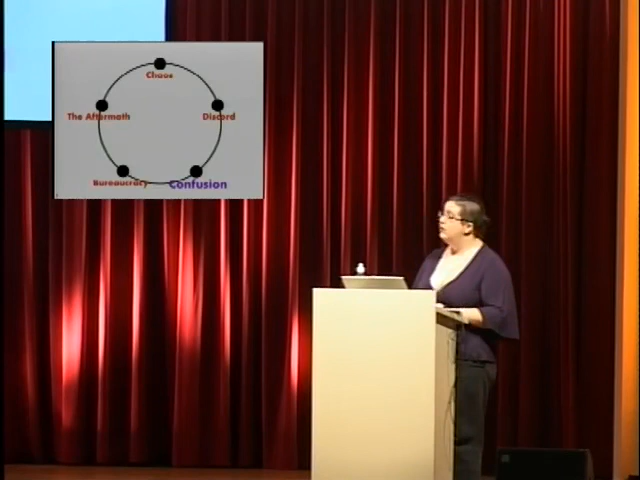 Chaos
The Aftermath
Discord
Bureaucracy
Confusion